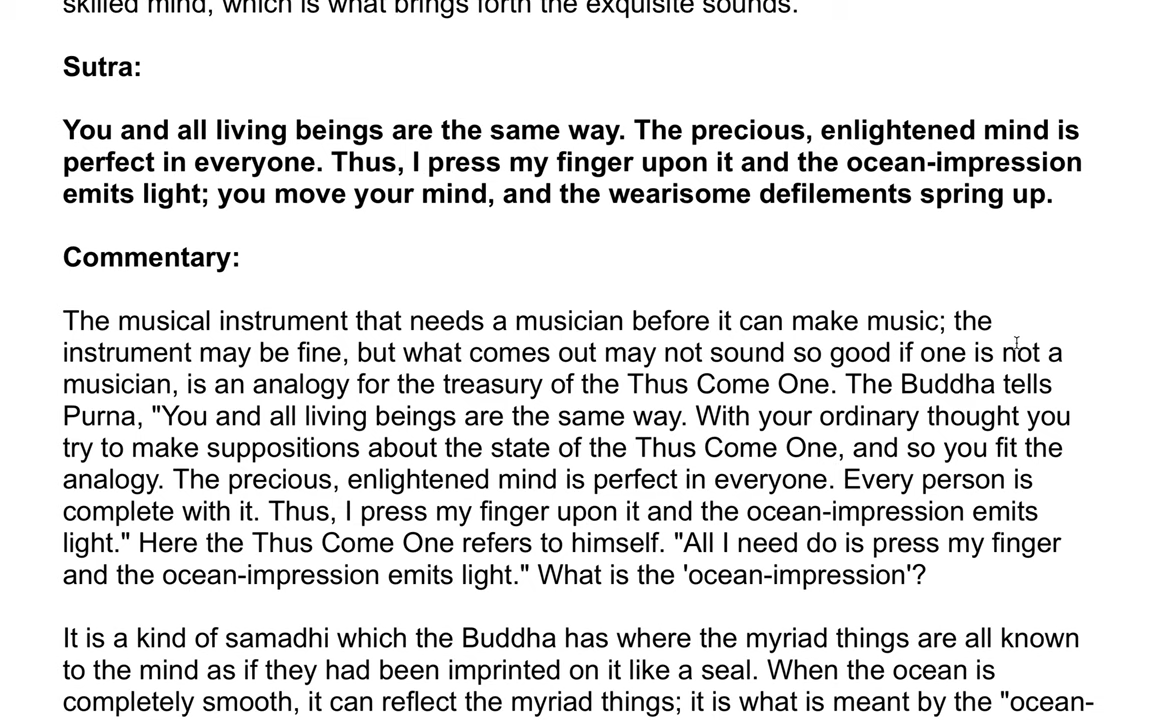 skilled mind, which is what brings forth the exquisite sounds.
Sutra:
You and all living beings are the same way. The precious, enlightened mind is
perfect in everyone. Thus, I press my finger upon it and the ocean-impression
emits light; you move your mind, and the wearisome defilements spring up.
Commentary:
The musical instrument that needs a musician before it can make music; the
instrument may be fine, but what comes out may not sound so good if one is not a
musician, is an analogy for the treasury of the Thus Come One. The Buddha tells
Purna, "You and all living beings are the same way. With your ordinary thought you
try to make suppositions about the state of the Thus Come One, and so you fit the
analogy. The precious, enlightened mind is perfect in everyone. Every person is
complete with it. Thus, I press my finger upon it and the ocean-impression emits
light." Here the Thus Come One refers to himself. "All I need do is press my finger
and the ocean-impression emits light." What is the 'ocean-impression'?
It is a kind of samadhi which the Buddha has where the myriad things are all known
to the mind as if they had been imprinted on it like a seal. When the ocean is
completely smooth, it can reflect the myriad things; it is what is meant by the "ocean-